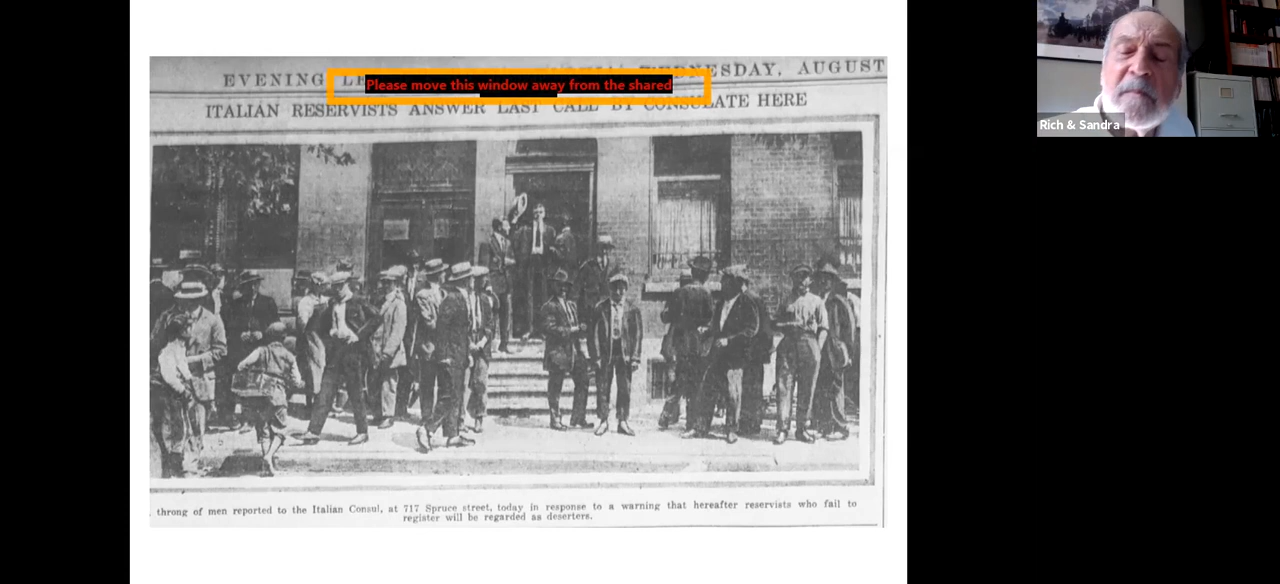 EVENING LE WEDNESDAY, AUGUST
Please move this window away from the shared
ITALIAN RESERVISTS ANSWER LAST CALL BY CONSULATE HERE
throng of men reported to the Italian Consul, at 717 Spruce street, today in response to a warning that hereafter reservists who fail to
register will be regarded as deserters.
Rich & Sandra